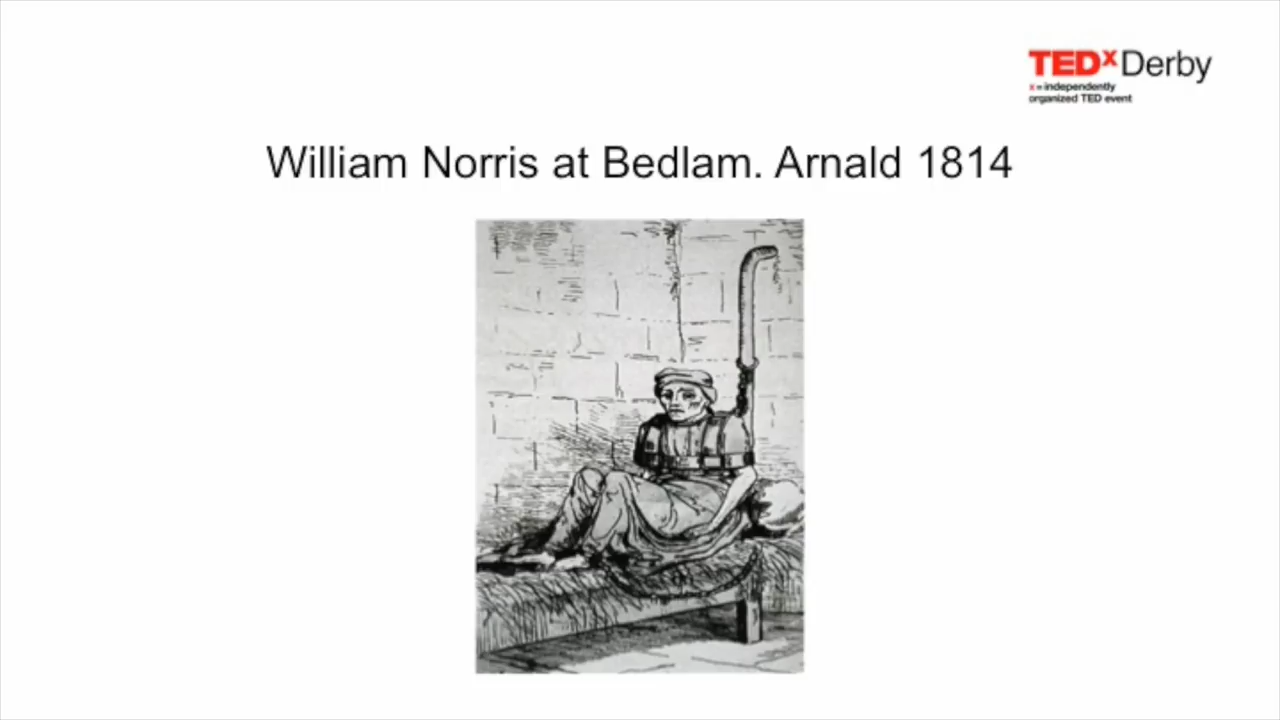 TEDxDerby
x = independently
organized TED event
William Norris at Bedlam. Arnald 1814